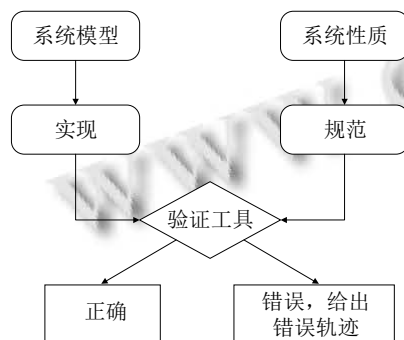 系统模型
系统性质
实现
规范
验证工具
正确
错误，给出
错误轨迹